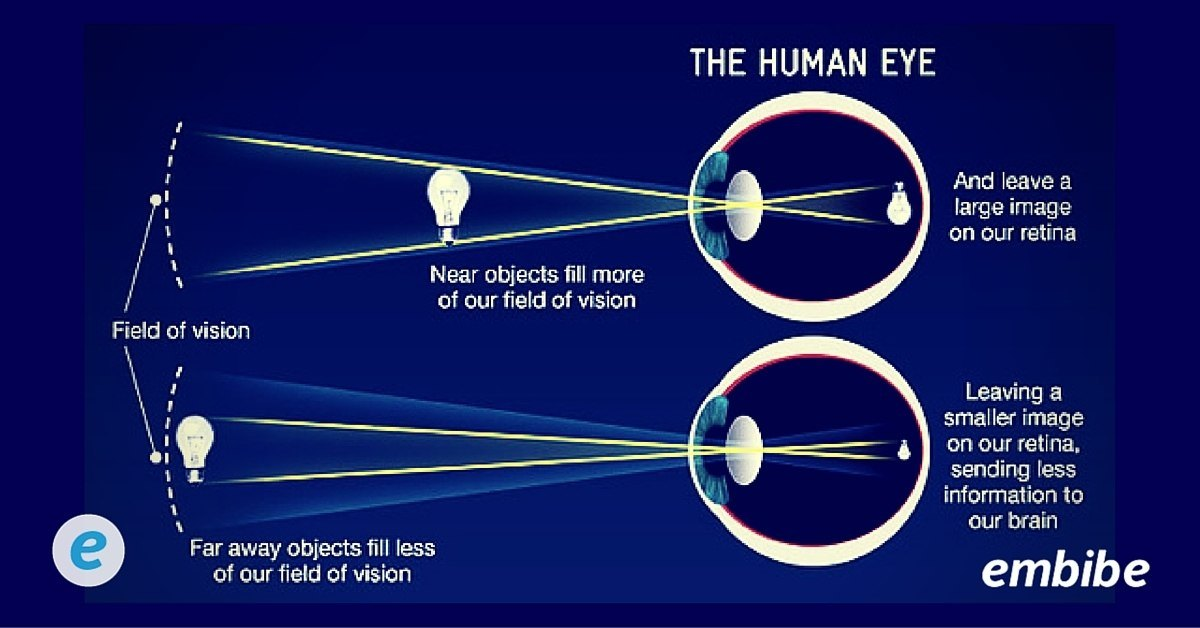 THE HUMAN EYE
And leave a
large image
on our retina
Near objects fill more
of our field of vision
Field of vision
Leaving a
smaller image
on our retina,
sending less
information to
our brain
Far away objects fill less
of our field of vision
e
embibe